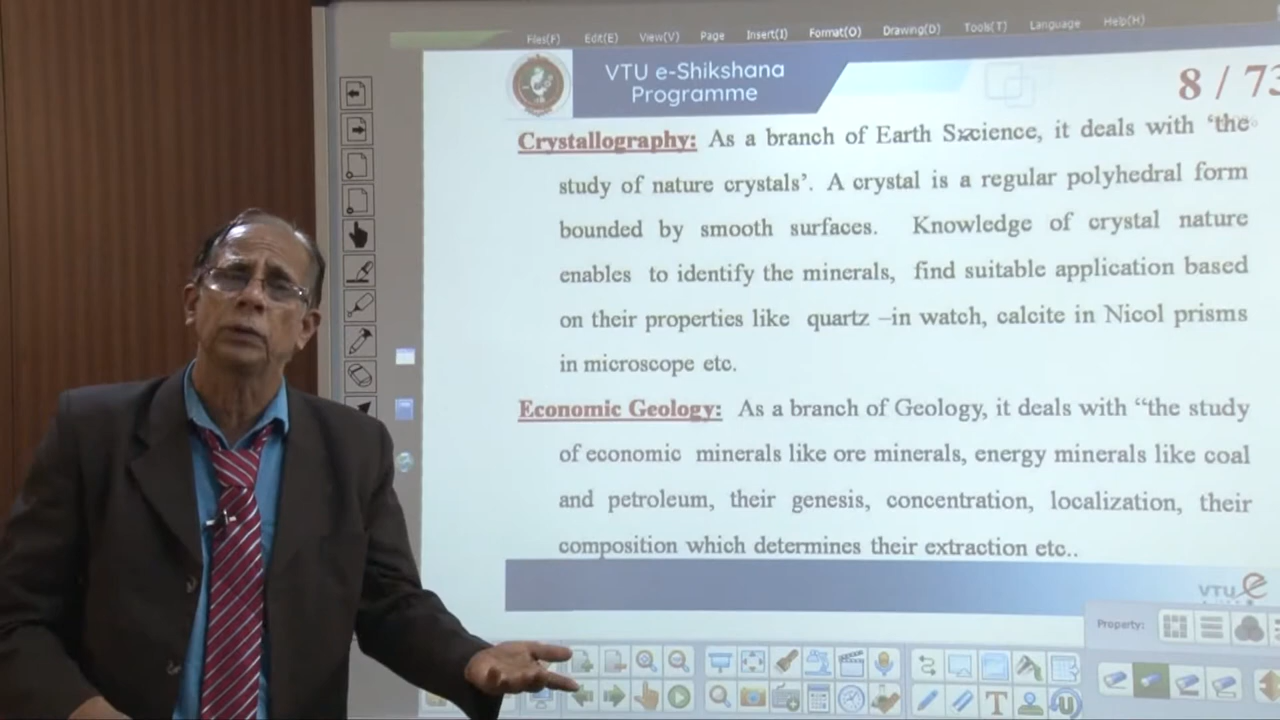 Files(F) Edit(E) View(V) Page Insert(I) Format(O) Drawing(D) Tools(T) Language Help(H)
VTU e-Shikshana
Programme
8 / 73
Crystallography: As a branch of Earth Sxcience, it deals with ‘the
study of nature crystals’. A crystal is a regular polyhedral form
bounded by smooth surfaces. Knowledge of crystal nature
enables to identify the minerals, find suitable application based
on their properties like quartz –in watch, calcite in Nicol prisms
in microscope etc.
Economic Geology: As a branch of Geology, it deals with “the study
of economic minerals like ore minerals, energy minerals like coal
and petroleum, their genesis, concentration, localization, their
composition which determines their extraction etc..
VTU e
Property: